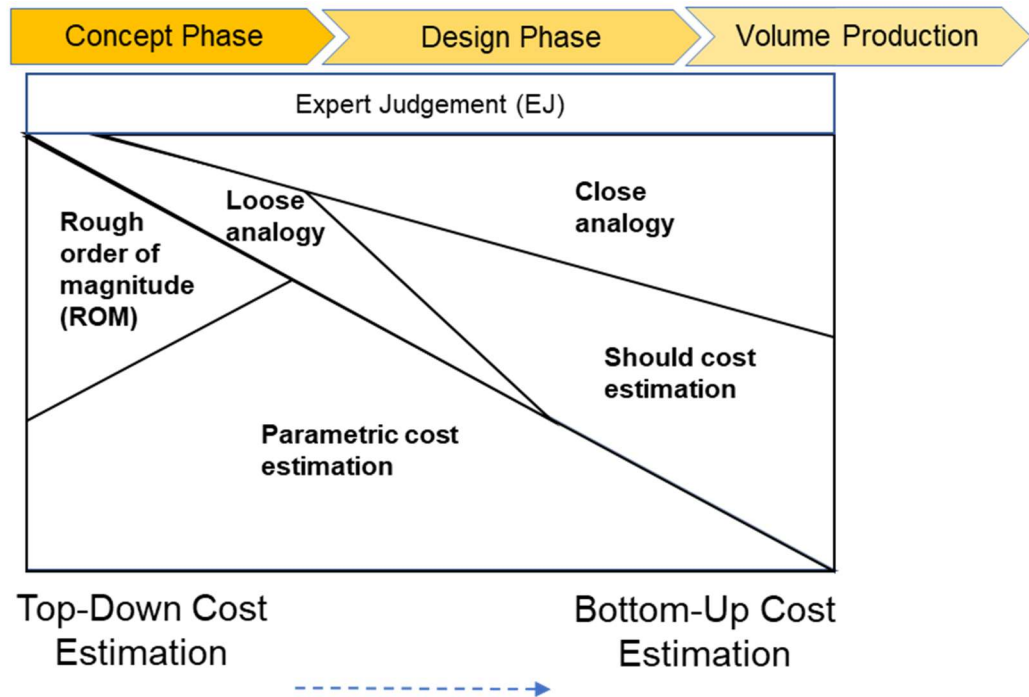 Concept Phase
Design Phase
Volume Production
Expert Judgement (EJ)
Rough
order of
magnitude
(ROM)
Loose
analogy
Close
analogy
Should cost
estimation
Parametric cost
estimation
Top-Down Cost
Estimation
Bottom-Up Cost
Estimation